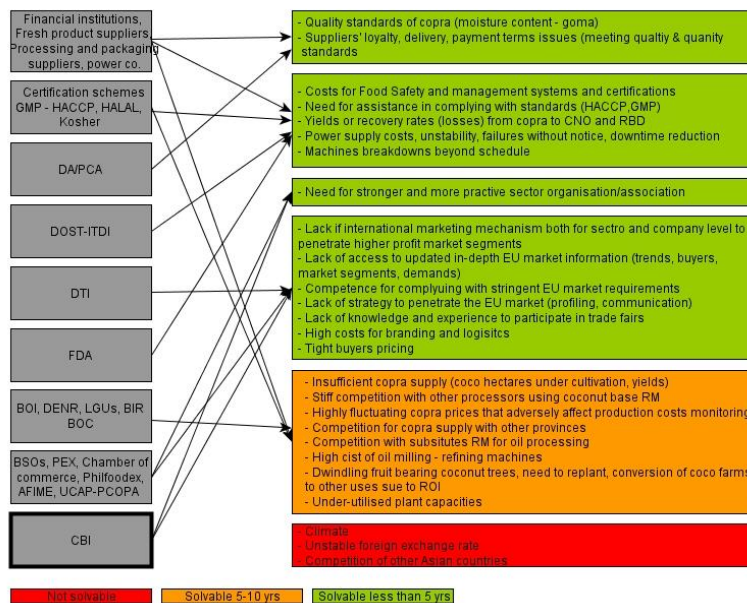 Financial institutions,
Fresh product suppliers,
Processing and packaging
suppliers, power co.
Certification schemes
GMP - HACCP, HALAL,
Kosher
DA/PCA
DOST-ITDI
DTI
FDA
BOI, DENR, LGUs, BIR
BOC
BSOs, PEX, Chamber of
commerce, Philfoodex,
AFIME, UCAP-PCOPA
CBI
- Quality standards of copra (moisture content - goma)
- Suppliers' loyalty, delivery, payment terms issues (meeting qualtiy & quanity
standards
- Costs for Food Safety and management systems and certifications
- Need for assistance in complying with standards (HACCP,GMP)
- Yields or recovery rates (losses) from copra to CNO and RBD
- Power supply costs, unstability, failures without notice, downtime reduction
- Machines breakdowns beyond schedule
- Need for stronger and more practive sector organisation/association
- Lack if international marketing mechanism both for sectro and company level to
penetrate higher profit market segments
- Lack of access to updated in-depth EU market information (trends, buyers,
market segments, demands)
- Competence for complyuing with stringent EU market requirements
- Lack of strategy to penetrate the EU market (profiling, communication)
- Lack of knowledge and experience to participate in trade fairs
- High costs for branding and logisitcs
- Tight buyers pricing
- Insufficient copra supply (coco hectares under cultivation, yields)
- Stiff competition with other processors using coconut base RM
- Highly fluctuating copra prices that adversely affect production costs monitoring
- Competition for copra supply with other provinces
- Competition with subsitutes RM for oil processing
- High cist of oil milling - refining machines
- Dwindling fruit bearing coconut trees, need to replant, conversion of coco farms
to other uses sue to ROI
- Under-utilised plant capacities
- Climate
- Unstable foreign exchange rate
- Competition of other Asian countries
Not solvable
Solvable 5-10 yrs
Solvable less than 5 yrs